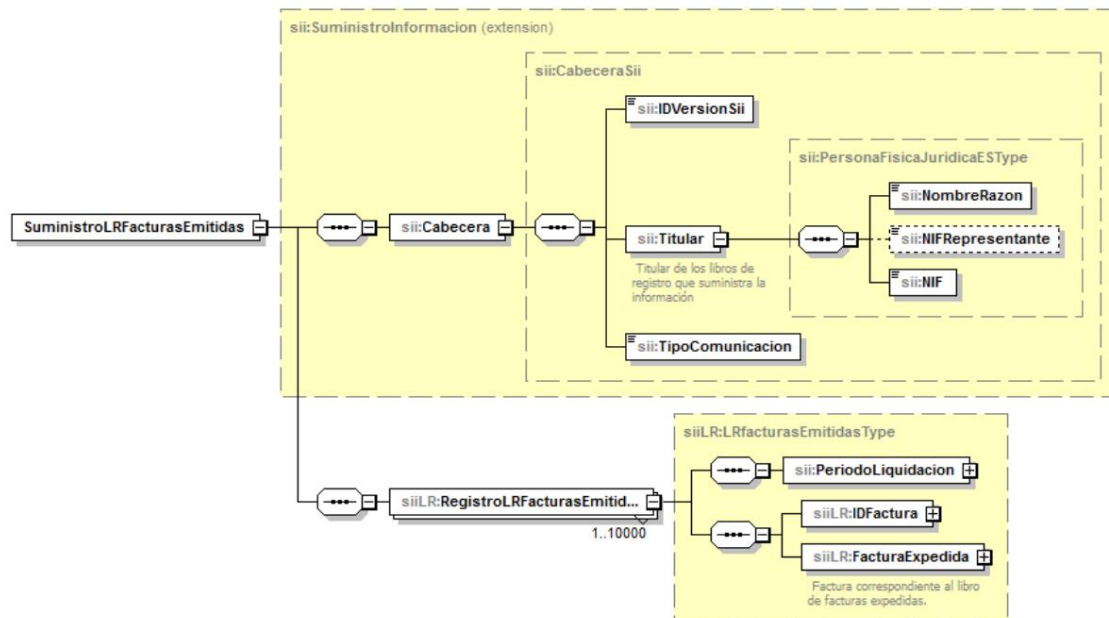 sii:SuministroInformacion (extension)
sii:CabeceraSii
sii:IDVersionSii
sii:PersonaFisicaJuridicaESType
sii:NombreRazon
SuministroLRFacturasEmitidas
sii:Cabecera
sii:Titular
sii:NIFRepresentante
Titular de los libros de
registro que suministra la
información
sii:NIF
sii:TipoComunicacion
siiLR:LRfacturasEmitidasType
sii:PeriodoLiquidacion
siiLR:RegistroLRFacturasEmitid...
1..10000
siiLR:IDFactura
siiLR:FacturaExpedida
Factura correspondiente al libro
de facturas expedidas.